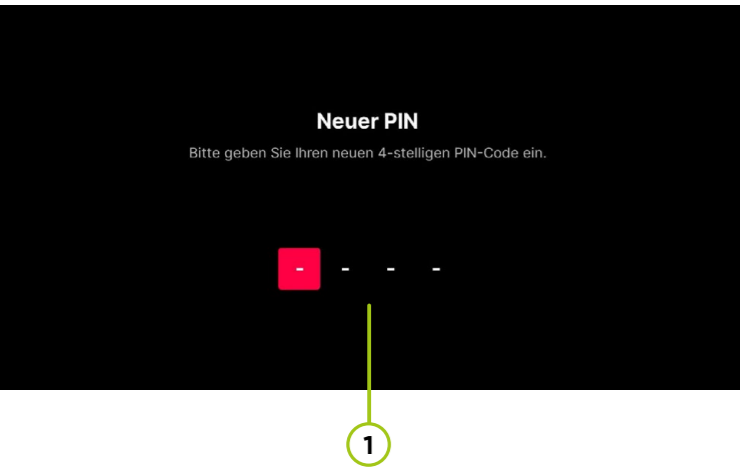 Neuer PIN
Bitte geben Sie Ihren neuen 4-stelligen PIN-Code ein.
- - - -
1